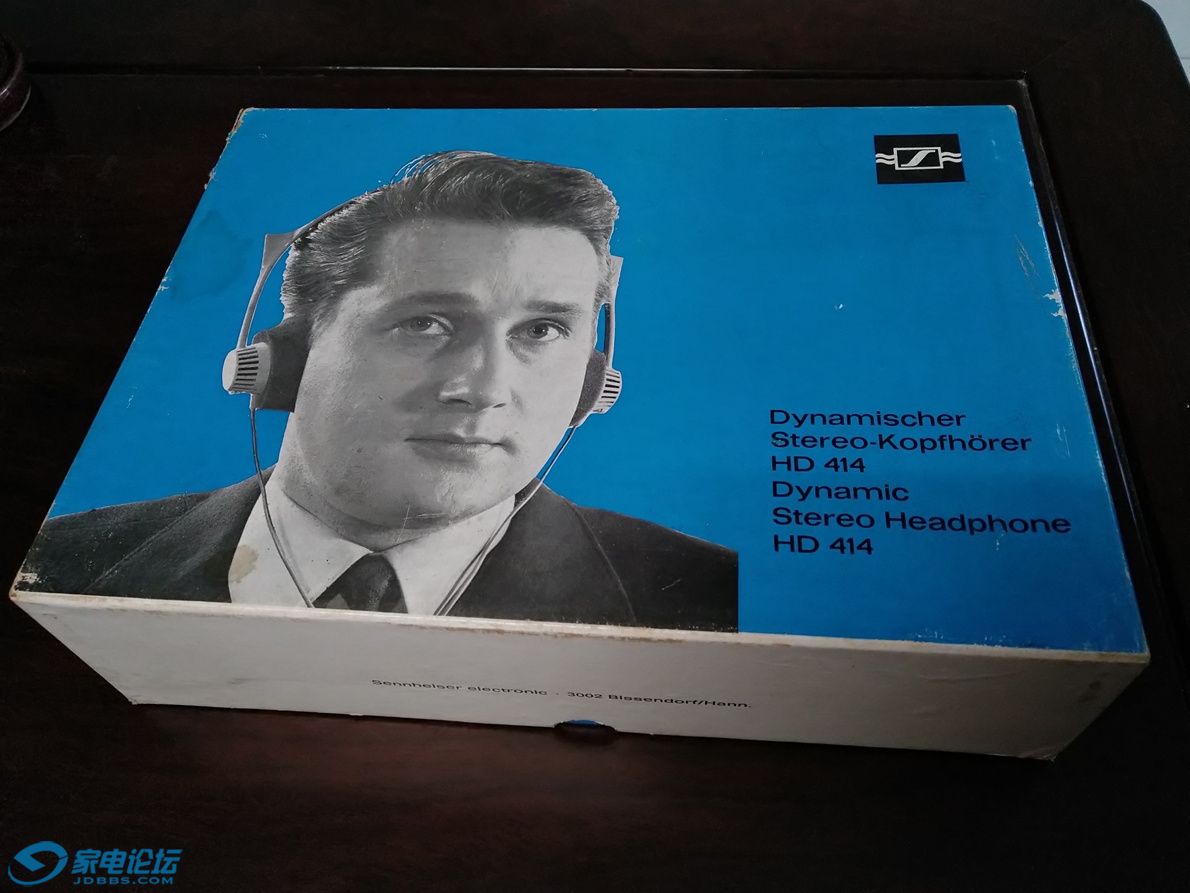 Dynamischer
Stereo-Kopfhörer
HD 414
Dynamic
Stereo Headphone
HD 414
Sennheiser electronic · 3002 Bissendorf/Hann.
家电论坛
JDBBS.COM